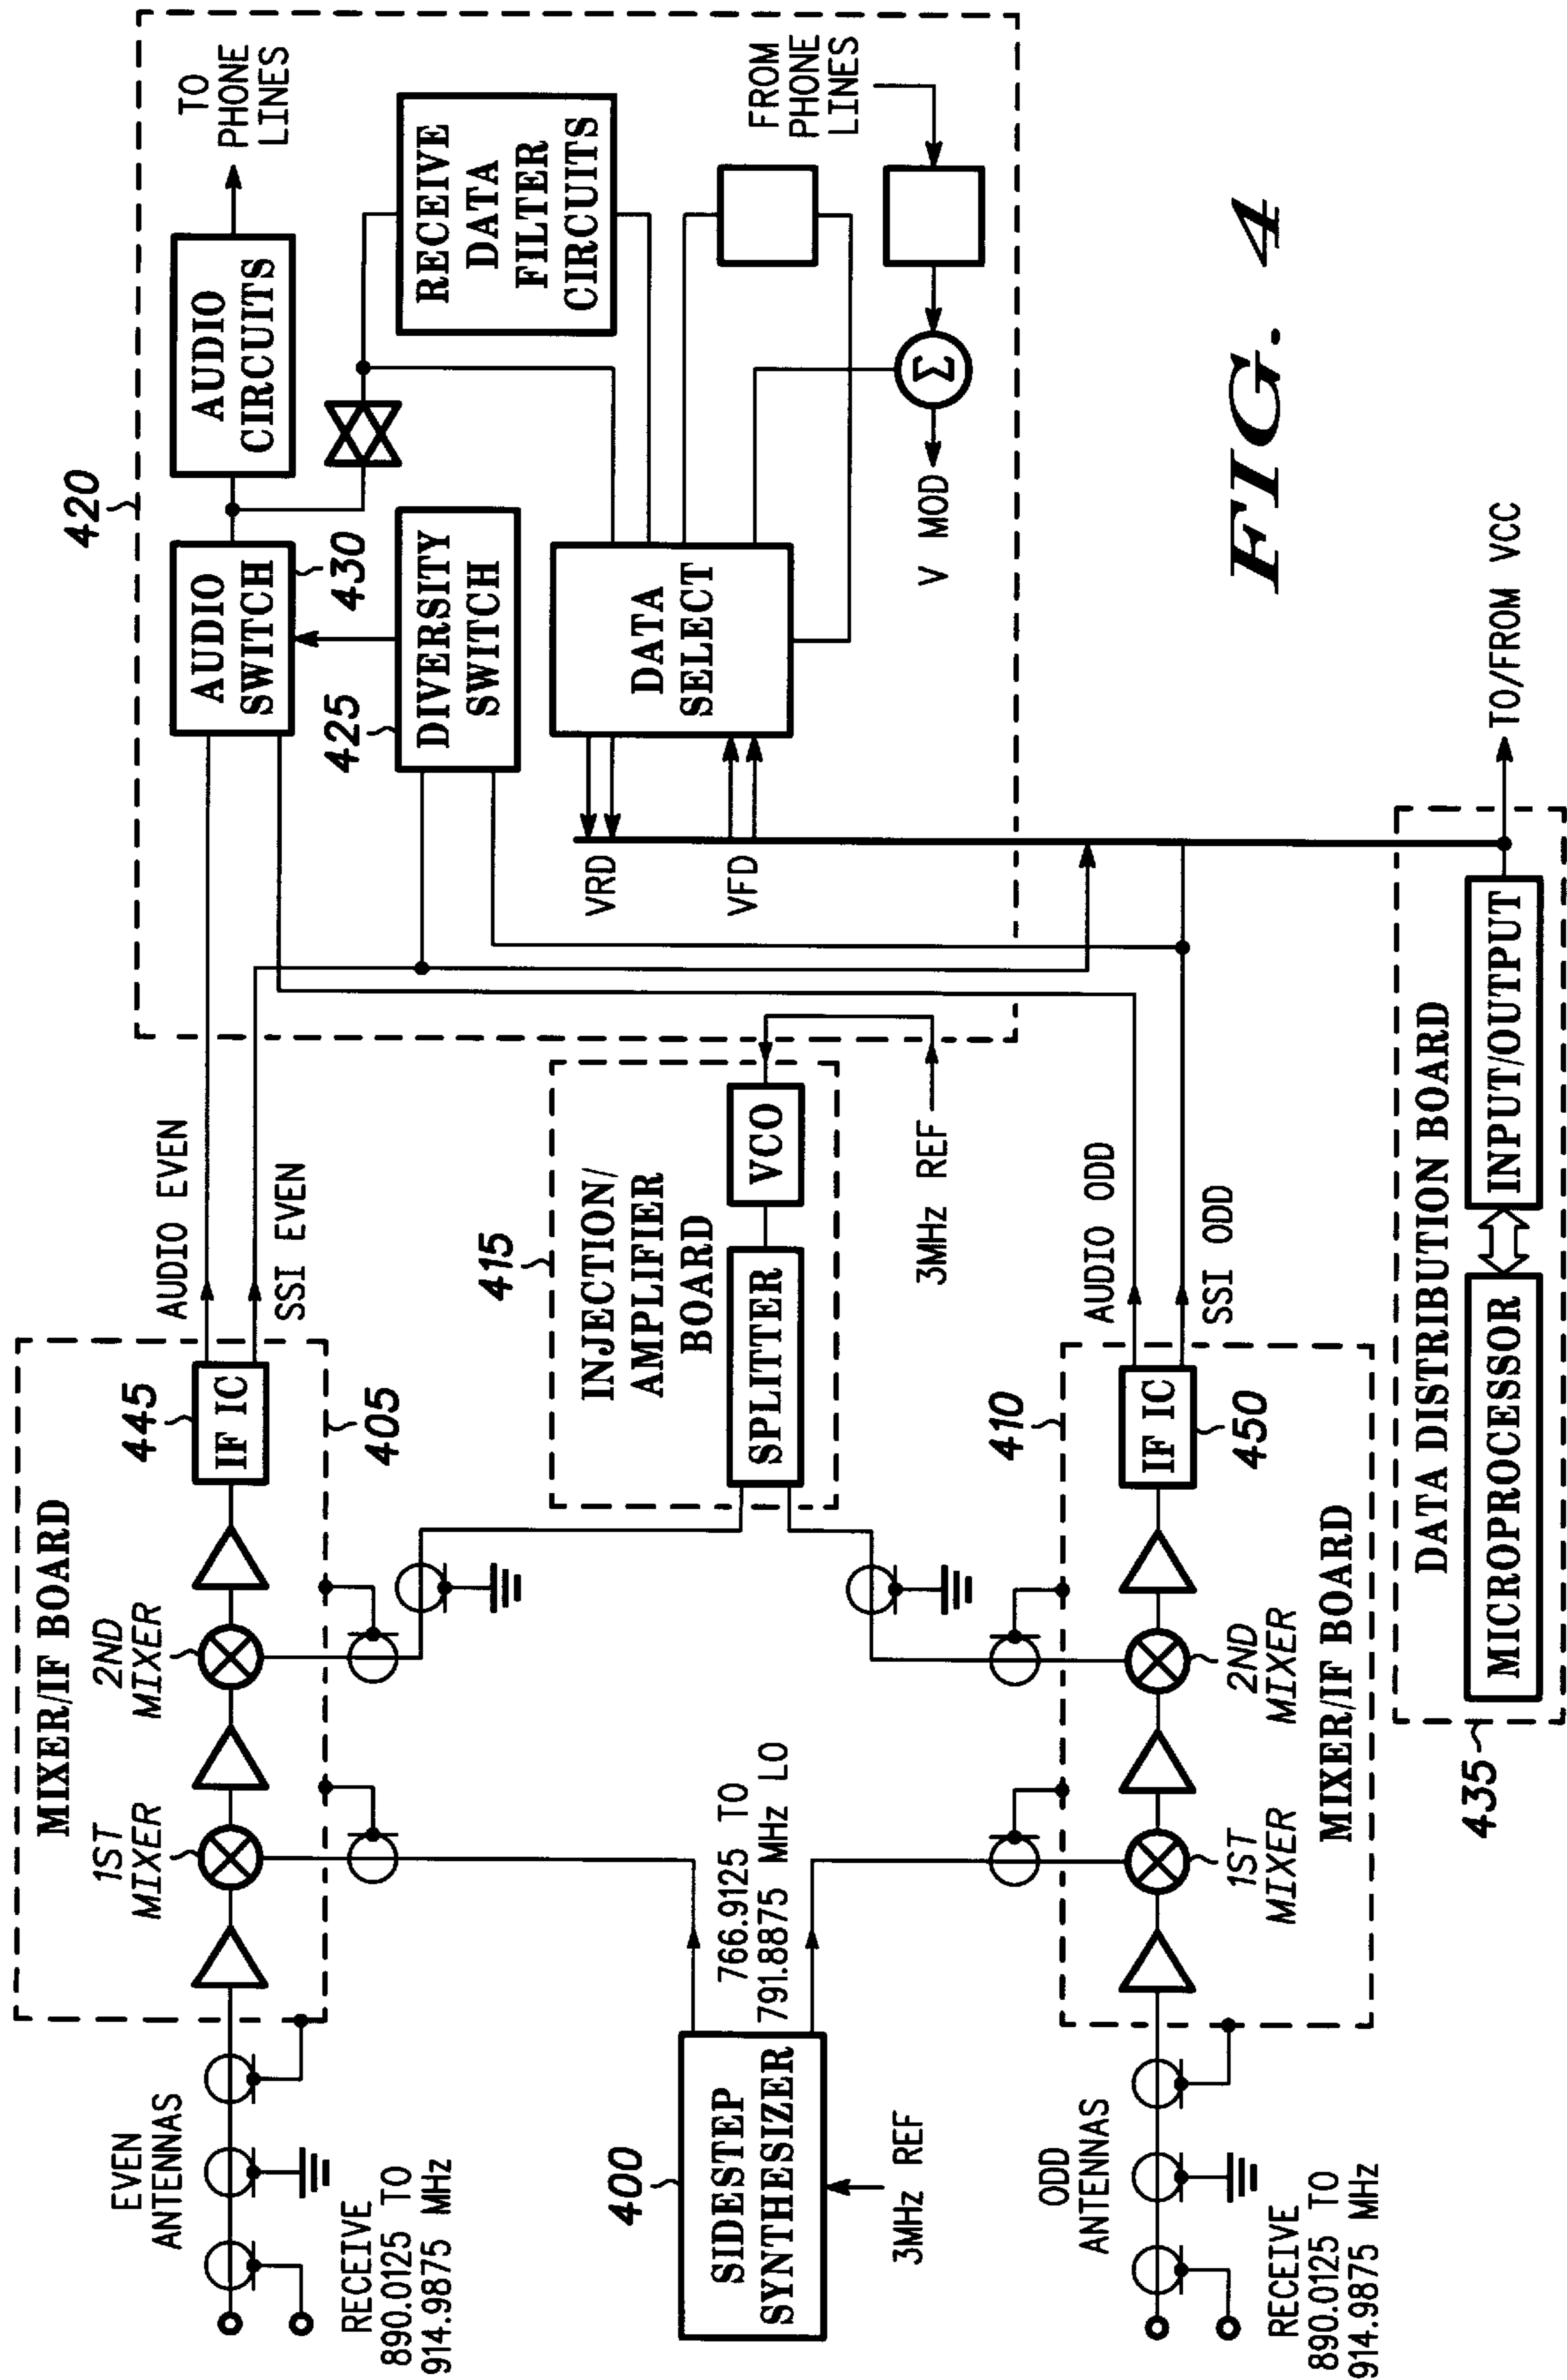 EVEN
ANTENNAS
RECEIVE
890.0125 TO
914.9875 MHz
MIXER/IF BOARD
1ST
MIXER
2ND
MIXER
445
IF IC
405
AUDIO EVEN
SSI EVEN
420
AUDIO
SWITCH
430
AUDIO
CIRCUITS
TO
PHONE
LINES
425
DIVERSITY
SWITCH
RECEIVE
DATA
FILTER
CIRCUITS
DATA
SELECT
VRD
VFD
FROM
PHONE
LINES
Σ
V MOD
400
SIDESTEP
SYNTHESIZER
3MHz REF
766.9125 TO
791.8875 MHz LO
415
INJECTION/
AMPLIFIER
BOARD
SPLITTER
VCO
3MHz REF
ODD
ANTENNAS
RECEIVE
890.0125 TO
914.9875 MHz
410
1ST
MIXER
2ND
MIXER
IF IC
450
MIXER/IF BOARD
AUDIO ODD
SSI ODD
435
DATA DISTRIBUTION BOARD
MICROPROCESSOR
INPUT/OUTPUT
TO/FROM VCC
FIG. 4